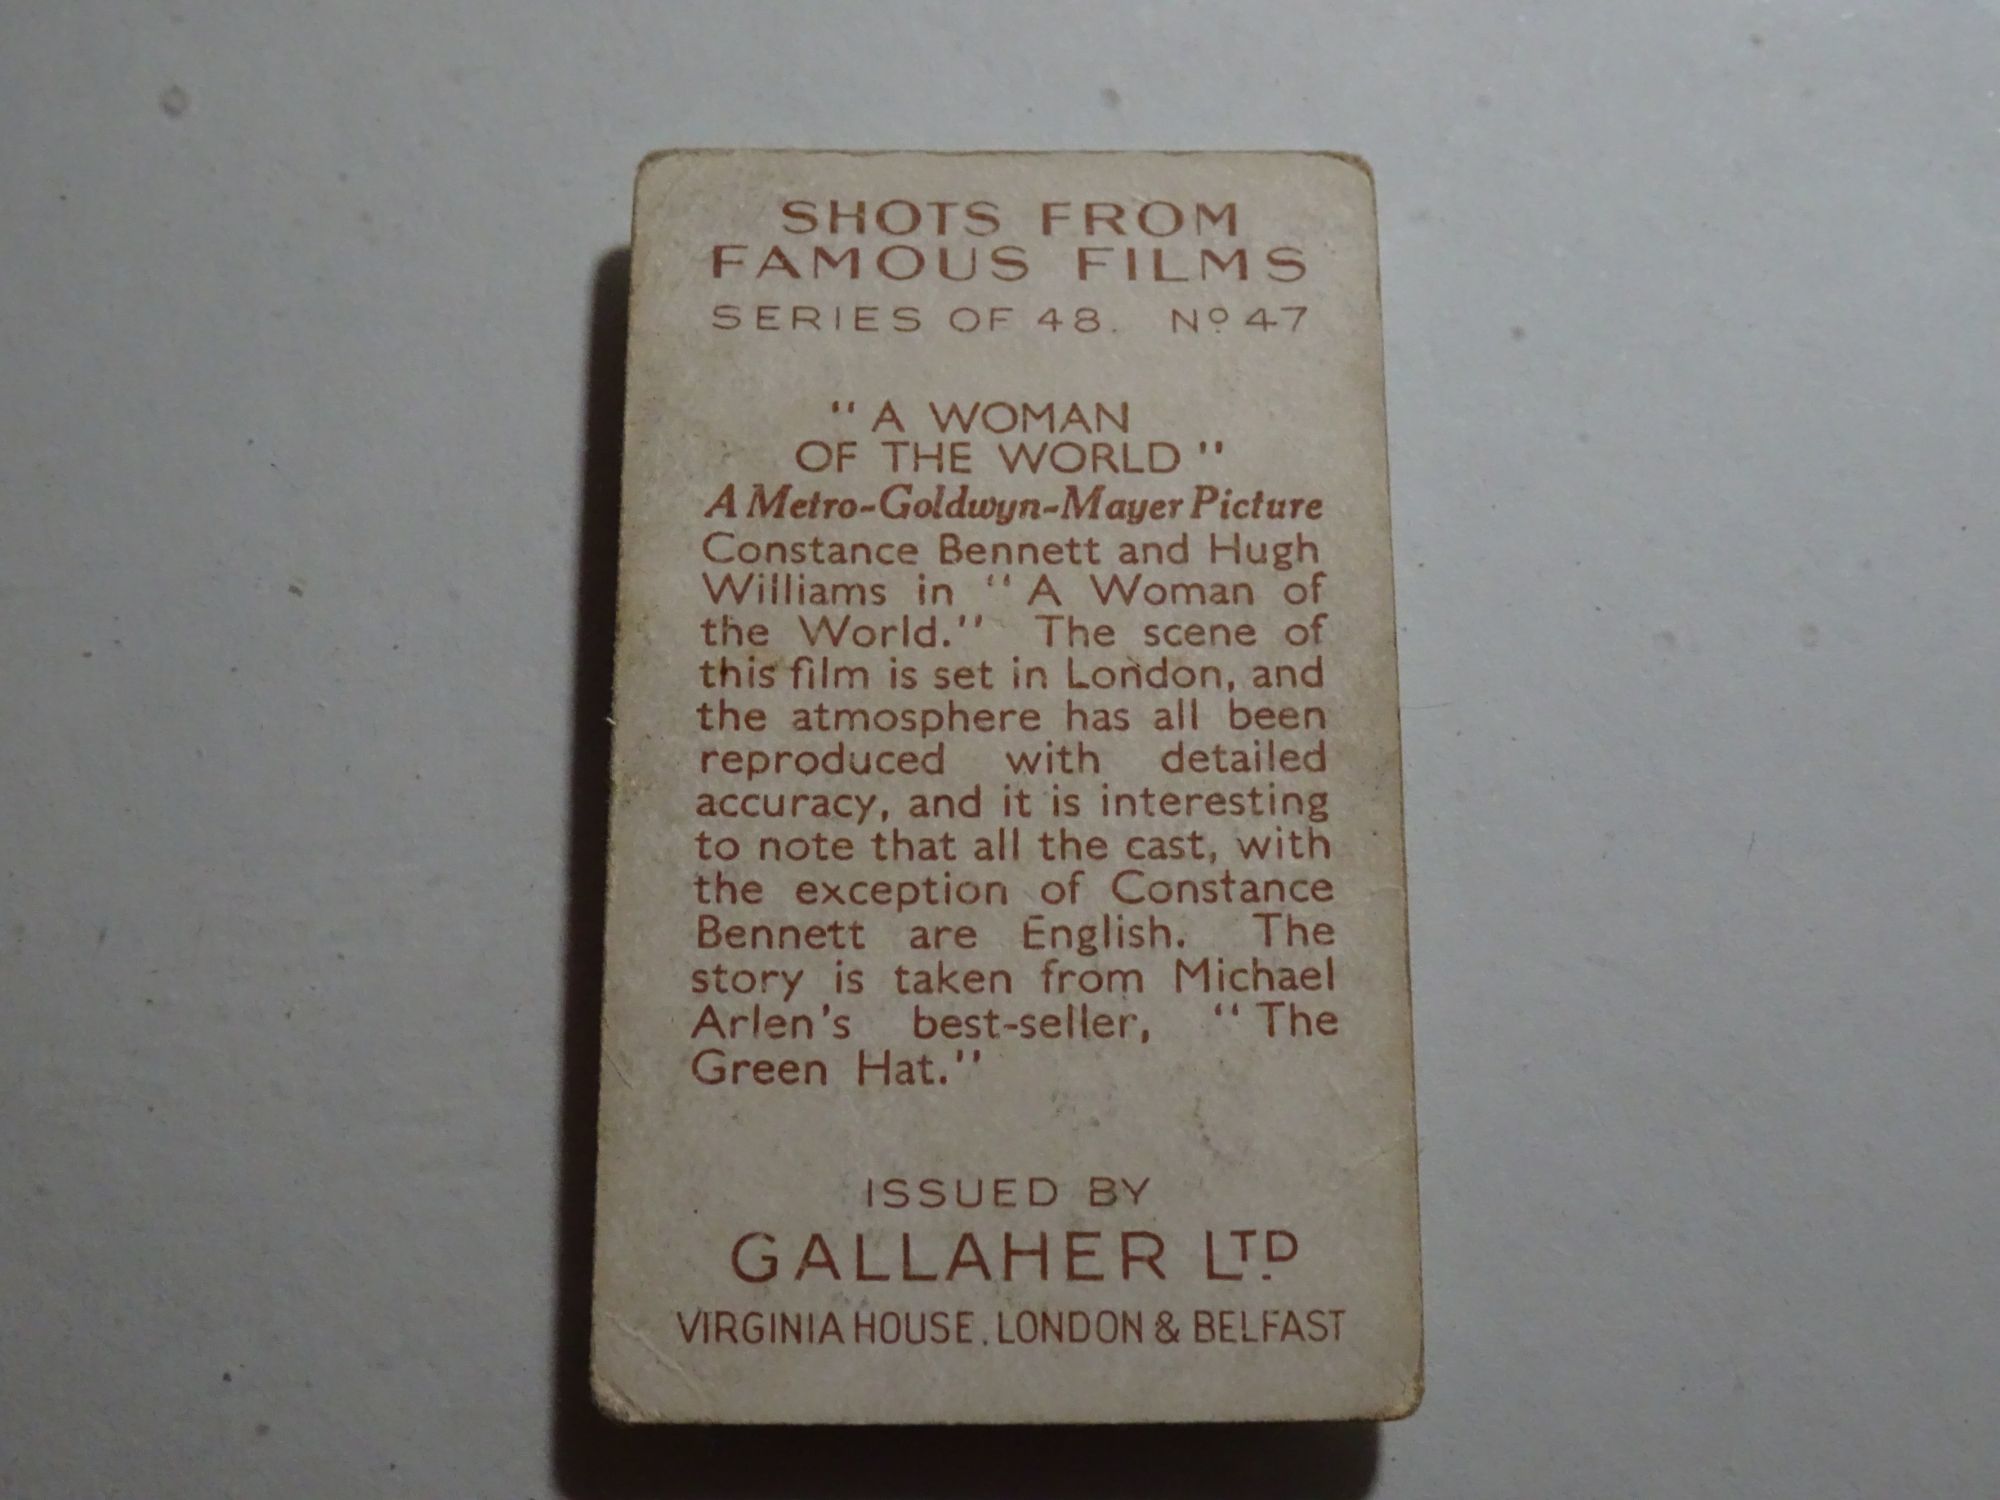 SHOTS FROM
FAMOUS FILMS
SERIES OF 48. Nº 47
"A WOMAN
OF THE WORLD"
A Metro-Goldwyn-Mayer Picture
Constance Bennett and Hugh
Williams in "A Woman of
the World." The scene of
this film is set in London, and
the atmosphere has all been
reproduced with detailed
accuracy, and it is interesting
to note that all the cast, with
the exception of Constance
Bennett are English. The
story is taken from Michael
Arlen's best-seller, "The
Green Hat."
ISSUED BY
GALLAHER LTD.
VIRGINIA HOUSE, LONDON & BELFAST